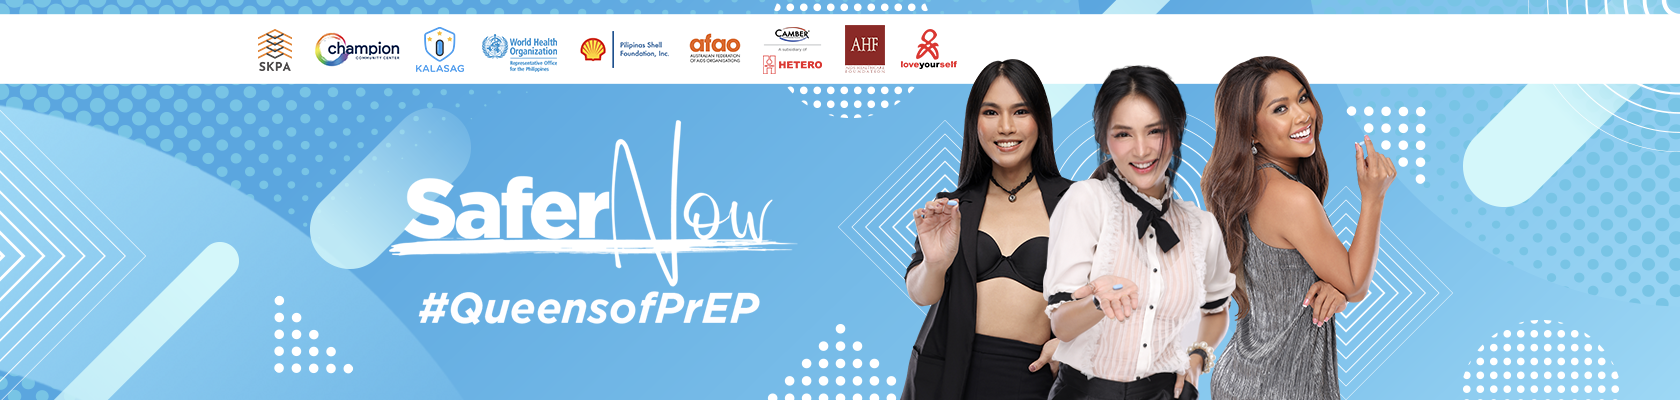 SKPA
champion
COMMUNITY CENTER
KALASAG
World Health
Organization
Representative Office
for the Philippines
Pilipinas Shell
Foundation, Inc.
afao
AUSTRALIAN FEDERATION
OF AIDS ORGANISATIONS
CAMBER
A subsidiary of
HETERO
AHF
FOUNDATION
loveyourself
SaferNow
#QueensofPrEP